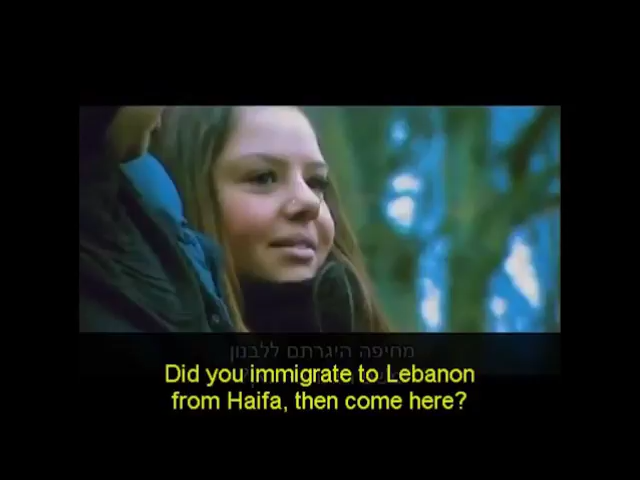 מחיפה היגרתם ללבנון
Did you immigrate to Lebanon
from Haifa, then come here?